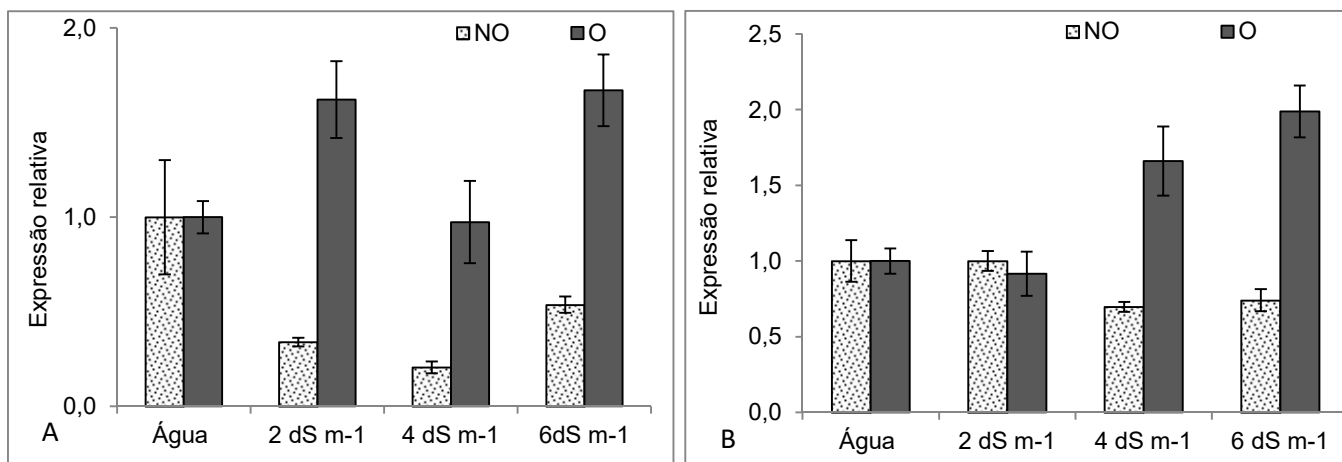 NO O
2,0
1,0
0,0
Expressão relativa
Água 2 dS m-1 4 dS m-1 6dS m-1
A
NO O
2,5
2,0
1,5
1,0
0,5
0,0
Expressão relativa
Água 2 dS m-1 4 dS m-1 6 dS m-1
B